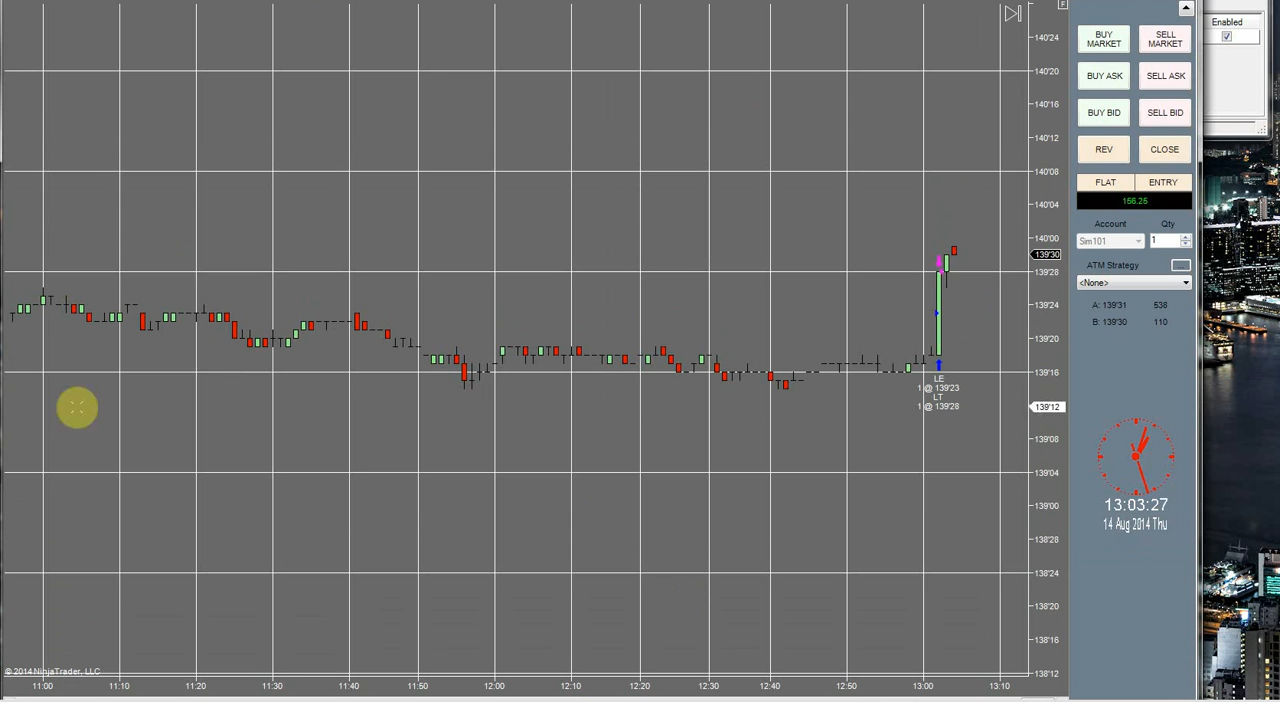 F
Enabled
BUY MARKET
SELL MARKET
BUY ASK
SELL ASK
BUY BID
SELL BID
REV
CLOSE
FLAT
ENTRY
156.25
Account
Qty
Sim101
1
ATM Strategy
...
<None>
A: 139'31 538
B: 139'30 110
13:03:27
14 Aug 2014 Thu
140'24
140'20
140'16
140'12
140'08
140'04
140'00
139'30
139'28
139'24
139'20
139'16
139'12
139'08
139'04
139'00
138'28
138'24
138'20
138'16
138'12
LE
1 @ 139'23
LT
1 @ 139'28
© 2014 NinjaTrader, LLC
11:00 11:10 11:20 11:30 11:40 11:50 12:00 12:10 12:20 12:30 12:40 12:50 13:00 13:10